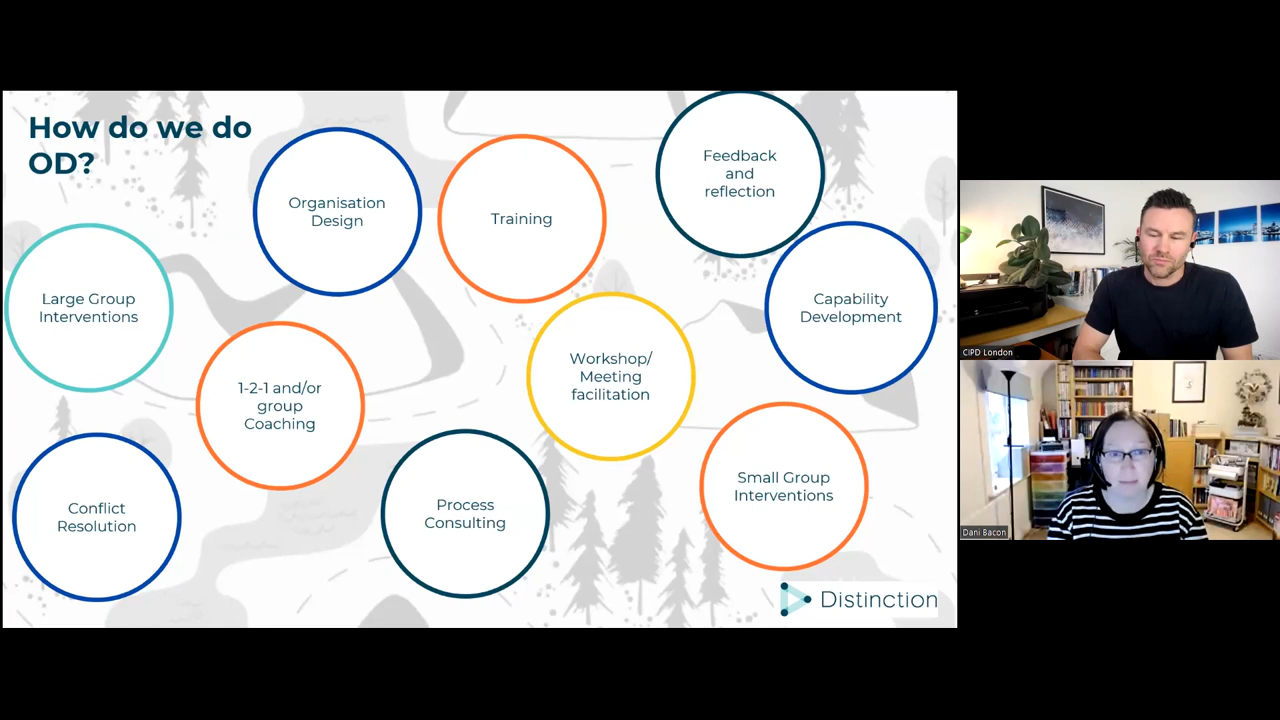 How do we do
OD?
Organisation
Design
Training
Feedback
and
reflection
Large Group
Interventions
Capability
Development
1-2-1 and/or
group
Coaching
Workshop/
Meeting
facilitation
Conflict
Resolution
Process
Consulting
Small Group
Interventions
Distinction
CIPD London
Dani Bacon